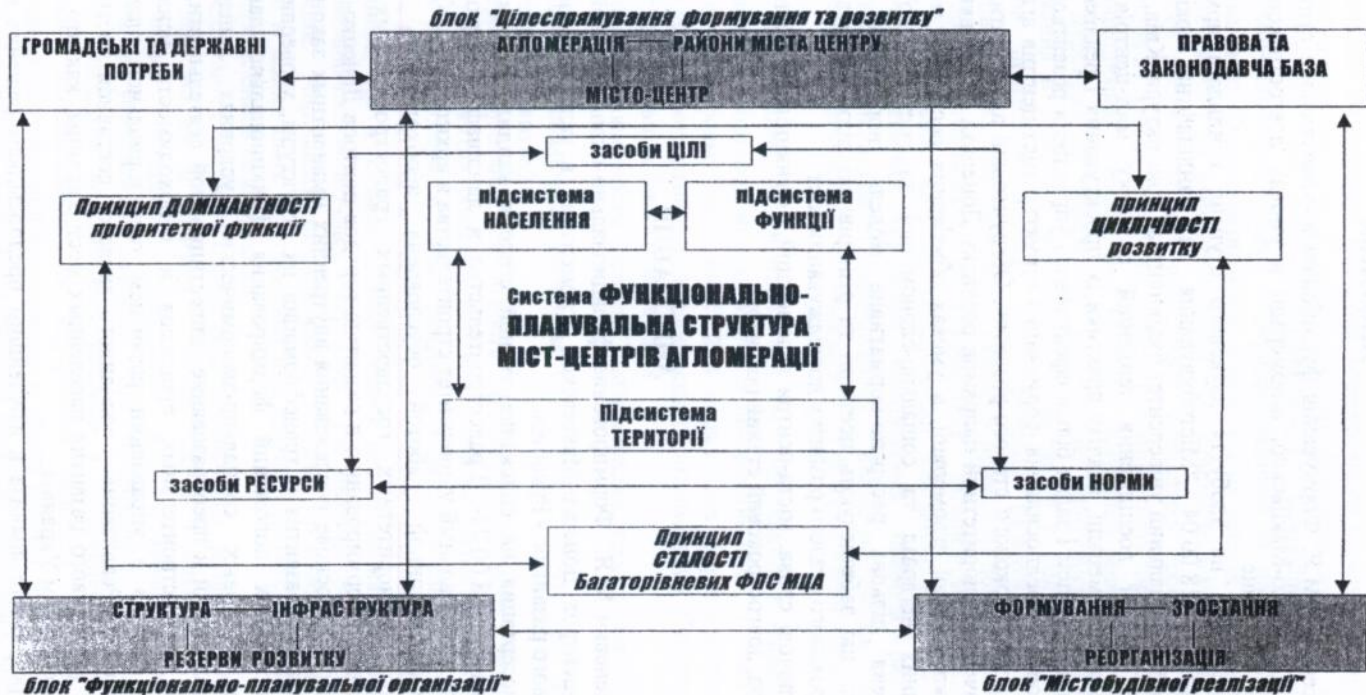 блок "Цілеспрямування формування та розвитку"
ГРОМАДСЬКІ ТА ДЕРЖАВНІ
ПОТРЕБИ
АГЛОМЕРАЦІЯ РАЙОНИ МІСТА ЦЕНТРУ
МІСТО-ЦЕНТР
ПРАВОВА ТА
ЗАКОНОДАВЧА БАЗА
засоби ЦІЛІ
Принцип ДОМІНАНТНОСТІ
пріоритетної функції
підсистема
НАСЕЛЕННЯ
підсистема
ФУНКЦІЇ
принцип
ЦИКЛІЧНОСТІ
розвитку
Система ФУНКЦІОНАЛЬНО-
ПЛАНУВАЛЬНА СТРУКТУРА
МІСТ-ЦЕНТРІВ АГЛОМЕРАЦІЇ
Підсистема
ТЕРИТОРІЇ
засоби РЕСУРСИ
засоби НОРМИ
Принцип
СТАЛОСТІ
Багаторівневих ФПС МЦА
СТРУКТУРА ІНФРАСТРУКТУРА
РЕЗЕРВИ РОЗВИТКУ
ФОРМУВАННЯ ЗРОСТАННЯ
РЕОРГАНІЗАЦІЯ
блок "Функціонально-планувальної організації"
блок "Містобудівної реалізації"